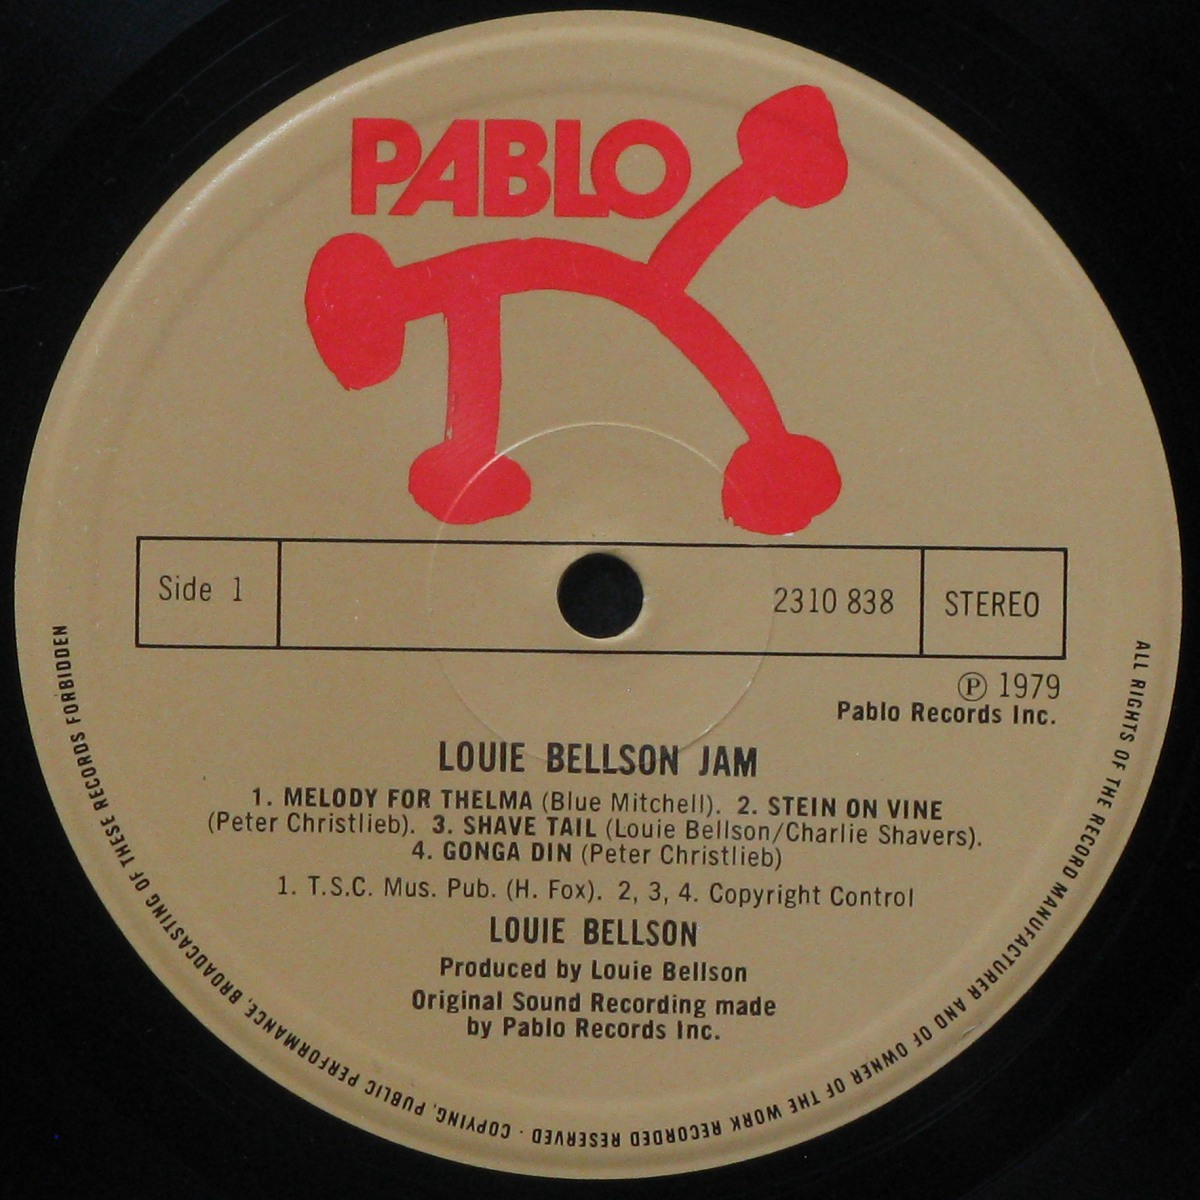 PABLO
Side 1
2310 838
STEREO
Ⓟ 1979
Pablo Records Inc.
LOUIE BELLSON JAM
1. MELODY FOR THELMA (Blue Mitchell). 2. STEIN ON VINE
(Peter Christlieb). 3. SHAVE TAIL (Louie Bellson/Charlie Shavers).
4. GONGA DIN (Peter Christlieb)
1. T.S.C. Mus. Pub. (H. Fox). 2, 3, 4. Copyright Control
LOUIE BELLSON
Produced by Louie Bellson
Original Sound Recording made
by Pablo Records Inc.
ALL RIGHTS OF THE RECORD MANUFACTURER AND OF OWNER OF THE WORK RECORDED RESERVED · COPYING, PUBLIC PERFORMANCE, BROADCASTING OF THESE RECORDS FORBIDDEN